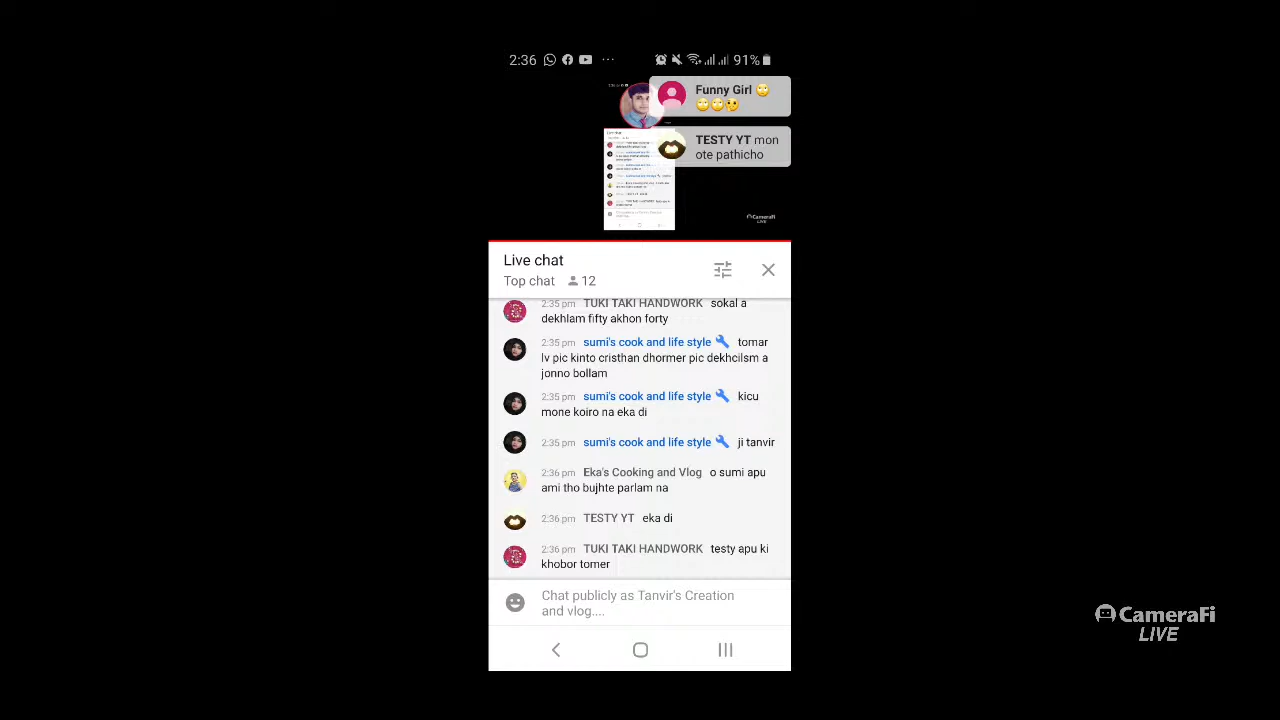 2:36 ... 91%
Funny Girl 🙄
🙄🙄🤔
TESTY YT mon
ote pathicho
CameraFi
LIVE
Live chat
Top chat 12
2:35 pm TUKI TAKI HANDWORK sokal a
dekhlam fifty akhon forty
2:35 pm sumi's cook and life style tomar
lv pic kinto cristhan dhormer pic dekhcilsm a
jonno bollam
2:35 pm sumi's cook and life style kicu
mone koiro na eka di
2:35 pm sumi's cook and life style ji tanvir
2:36 pm Eka's Cooking and Vlog o sumi apu
ami tho bujhte parlam na
2:36 pm TESTY YT eka di
2:36 pm TUKI TAKI HANDWORK testy apu ki
khobor tomer
Chat publicly as Tanvir's Creation
and vlog....
CameraFi
LIVE